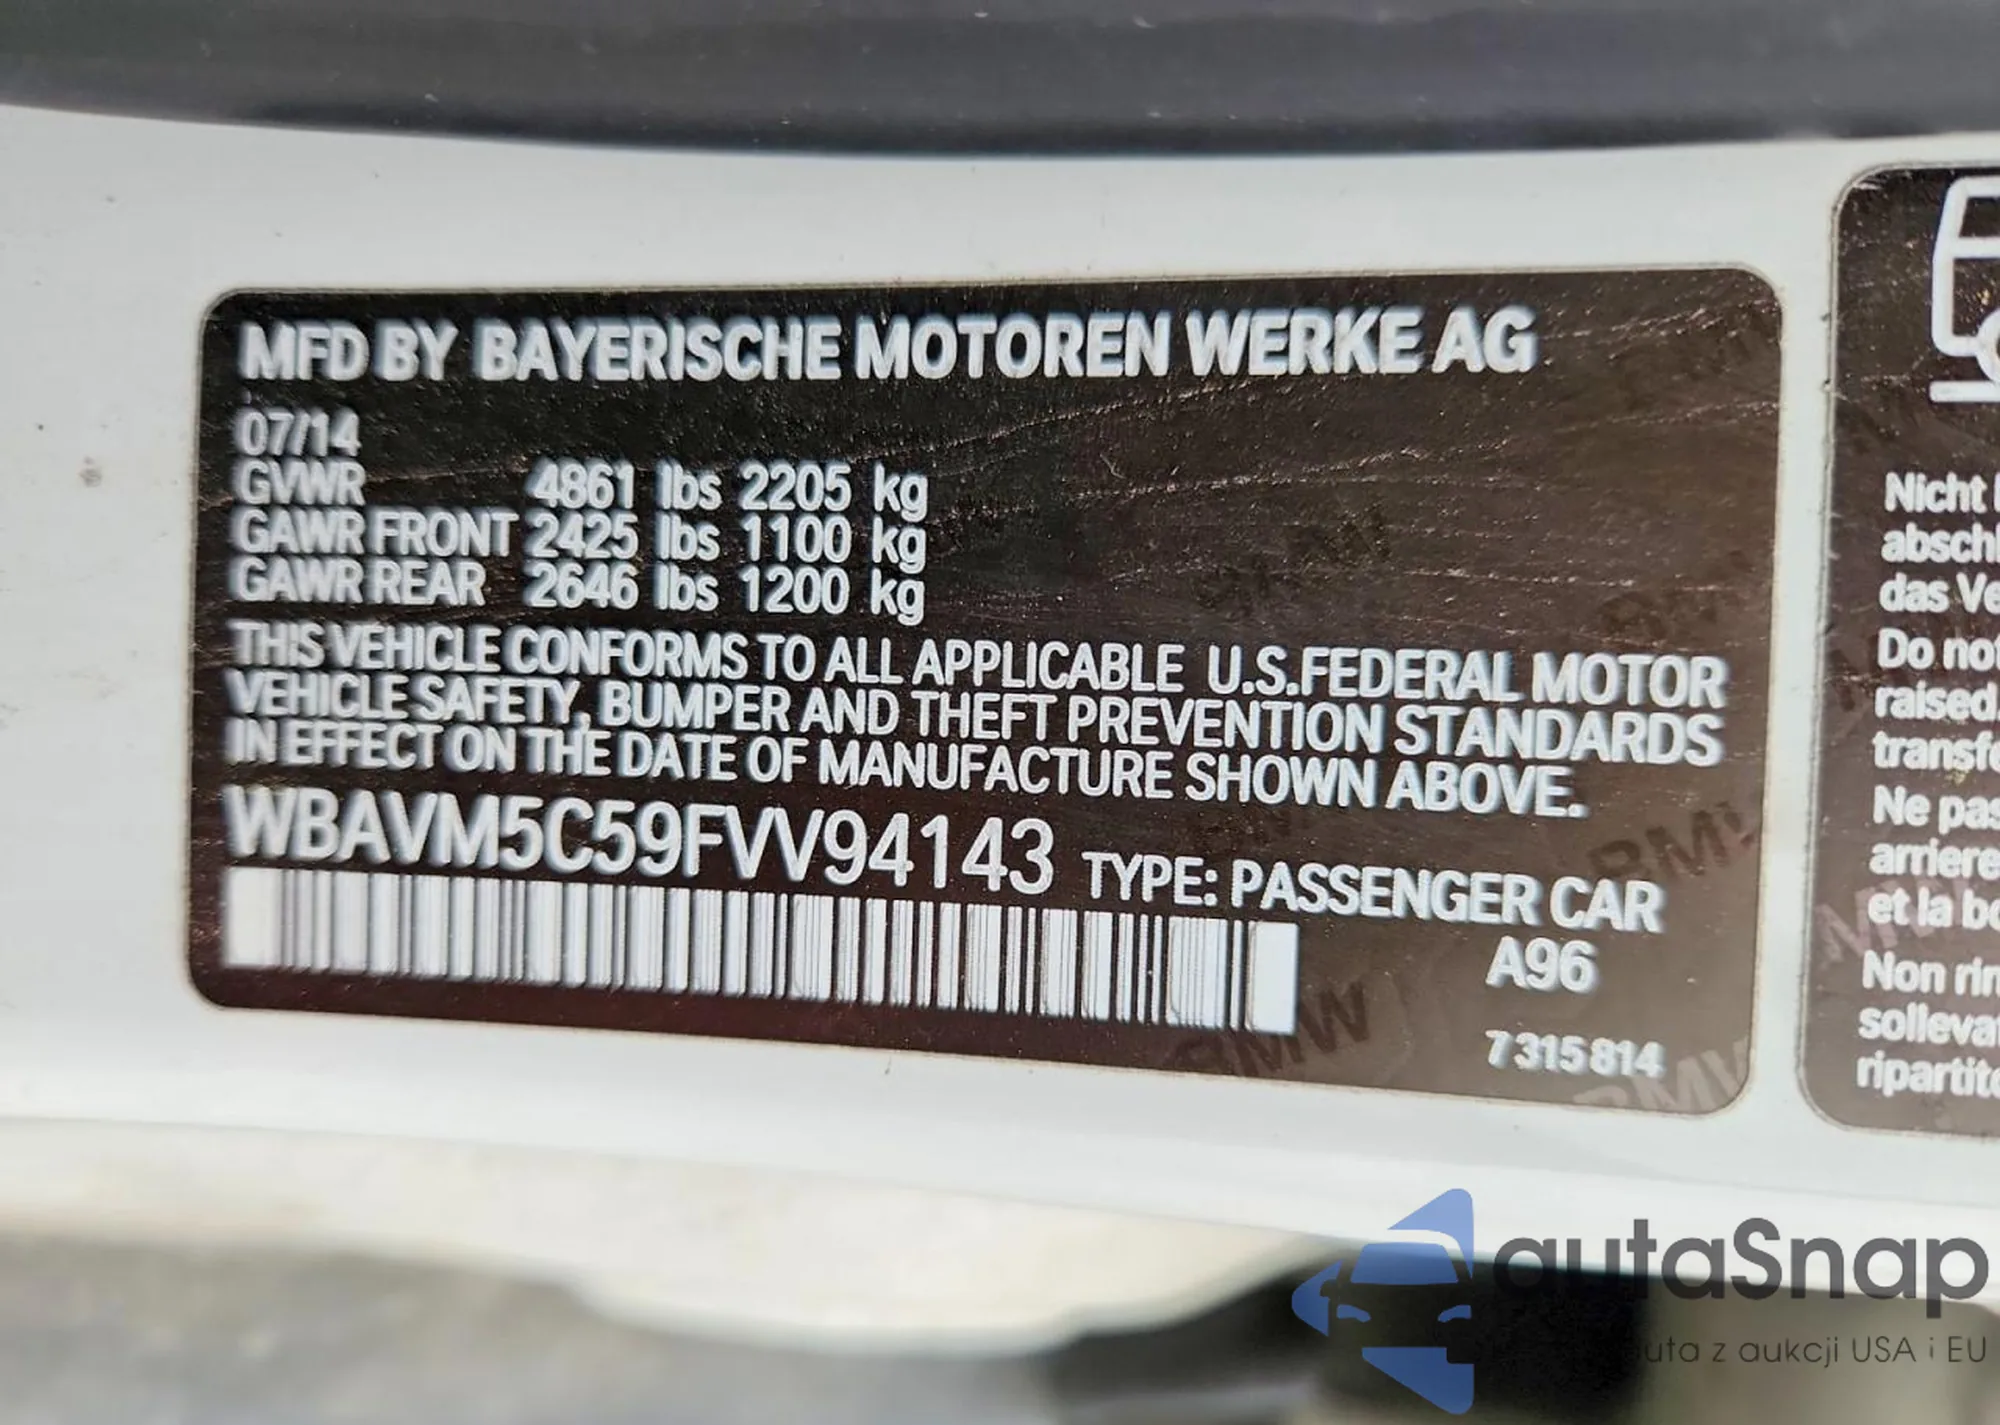 MFD BY BAYERISCHE MOTOREN WERKE AG
07/14
GVWR 4861 lbs 2205 kg
GAWR FRONT 2425 lbs 1100 kg
GAWR REAR 2646 lbs 1200 kg
THIS VEHICLE CONFORMS TO ALL APPLICABLE U.S.FEDERAL MOTOR
VEHICLE SAFETY, BUMPER AND THEFT PREVENTION STANDARDS
IN EFFECT ON THE DATE OF MANUFACTURE SHOWN ABOVE.
WBAVM5C59FVV94143 TYPE: PASSENGER CAR
A96
7 315 814
Nicht
abschl
das Ve
Do not
raised.
transfe
Ne pas
arriere
et la bo
Non rin
sollevat
ripartito
autaSnap
auta z aukcji USA i EU